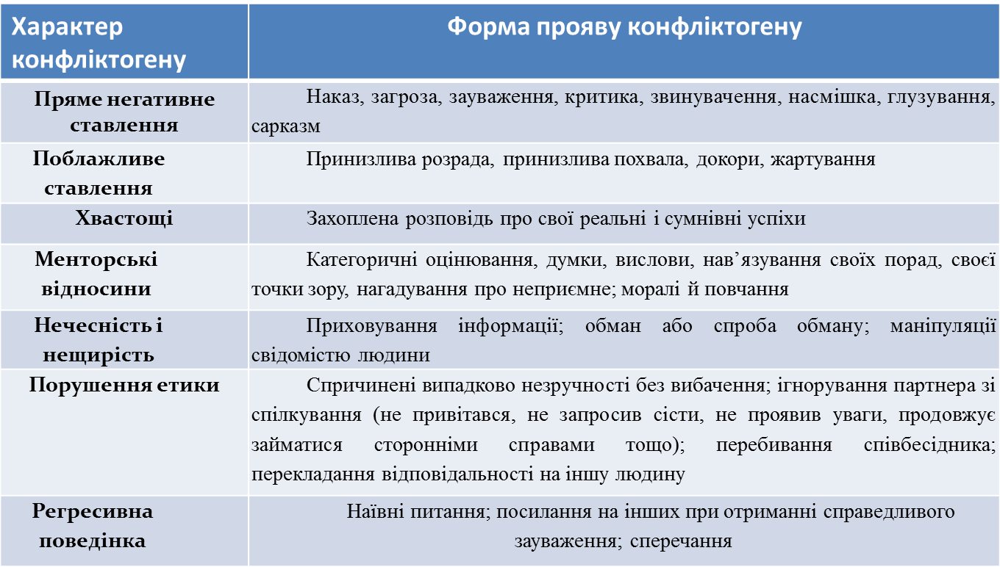 Характер
конфліктогену
Форма прояву конфліктогену
Пряме негативне
ставлення
Наказ, загроза, зауваження, критика, звинувачення, насмішка, глузування,
сарказм
Поблажливе
ставлення
Принизлива розрада, принизлива похвала, докори, жартування
Хвастощі
Захоплена розповідь про свої реальні і сумнівні успіхи
Менторські
відносини
Категоричні оцінювання, думки, вислови, нав’язування своїх порад, своєї
точки зору, нагадування про неприємне; моралі й повчання
Нечесність і
нещирість
Приховування інформації; обман або спроба обману; маніпуляції
свідомістю людини
Порушення етики
Спричинені випадково незручності без вибачення; ігнорування партнера зі
спілкування (не привітався, не запросив сісти, не проявив уваги, продовжує
займатися сторонніми справами тощо); перебивання співбесідника;
перекладання відповідальності на іншу людину
Регресивна
поведінка
Наївні питання; посилання на інших при отриманні справедливого
зауваження; сперечання